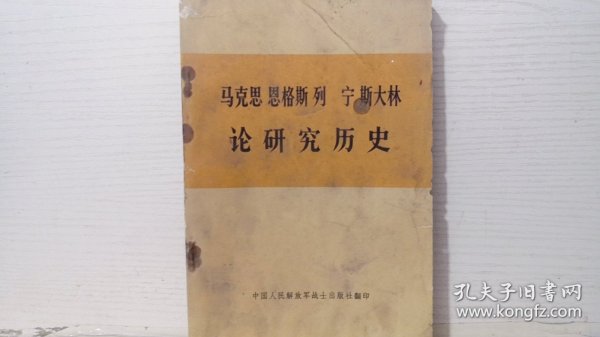 马克思 恩格斯 列 宁 斯大林
论研究历史
中国人民解放军战士出版社翻印
孔夫子旧书网
www.kongfz.com